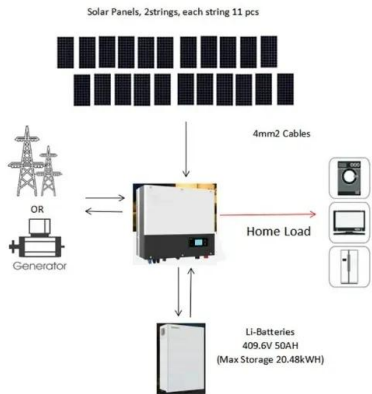 Solar Panels, 2strings, each string 11 pcs
4mm2 Cables
OR
Generator
Home Load
Li-Batteries
409.6V 50AH
(Max Storage 20.48kWH)